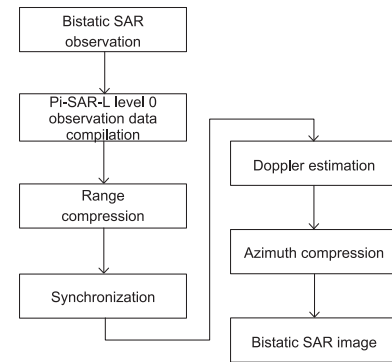 Bistatic SAR
observation
Pi-SAR-L level 0
observation data
compilation
Range
compression
Synchronization
Doppler estimation
Azimuth compression
Bistatic SAR image